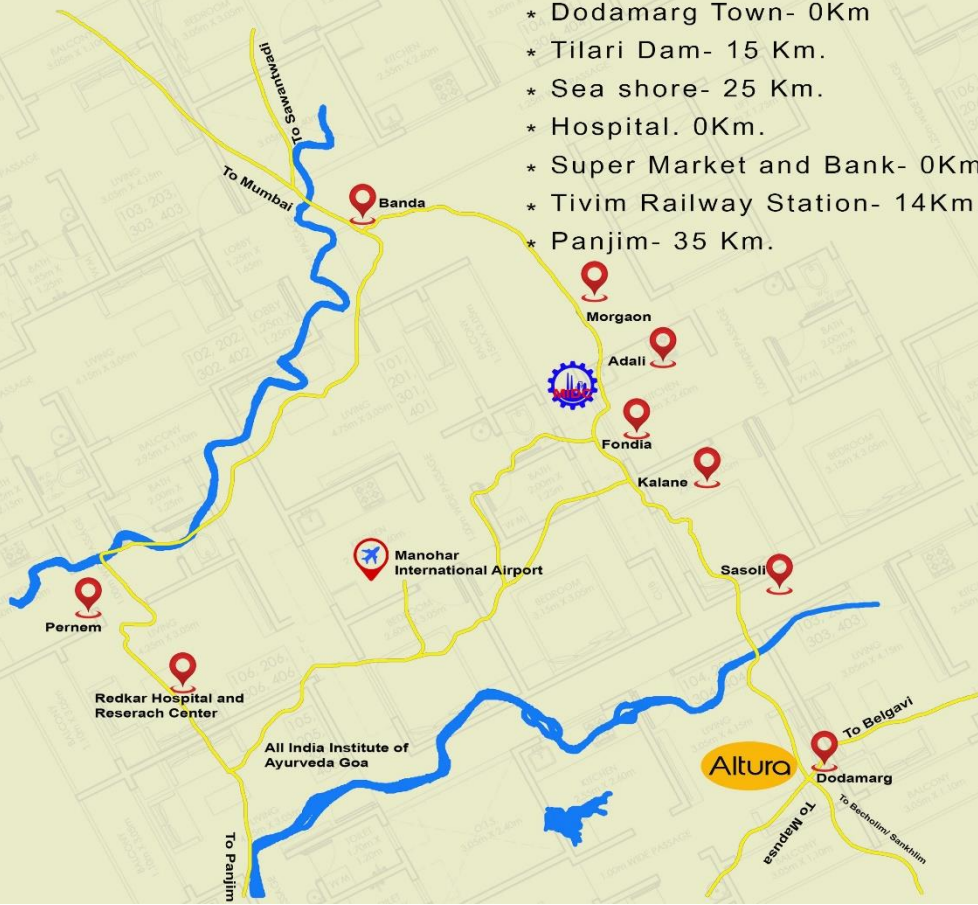 * Dodamarg Town- 0Km
* Tilari Dam- 15 Km.
* Sea shore- 25 Km.
* Hospital. 0Km.
* Super Market and Bank- 0Km
* Tivim Railway Station- 14Km
* Panjim- 35 Km.
To Sawantwadi
To Mumbai
Banda
Morgaon
Adali
MIDC
Fondia
Kalane
Manohar
International Airport
Sasoli
Pernem
Redkar Hospital and
Reserach Center
All India Institute of
Ayurveda Goa
To Belgavi
Altura
Dodamarg
To Mapusa
To Becholim/ Sankhlim
To Panjim